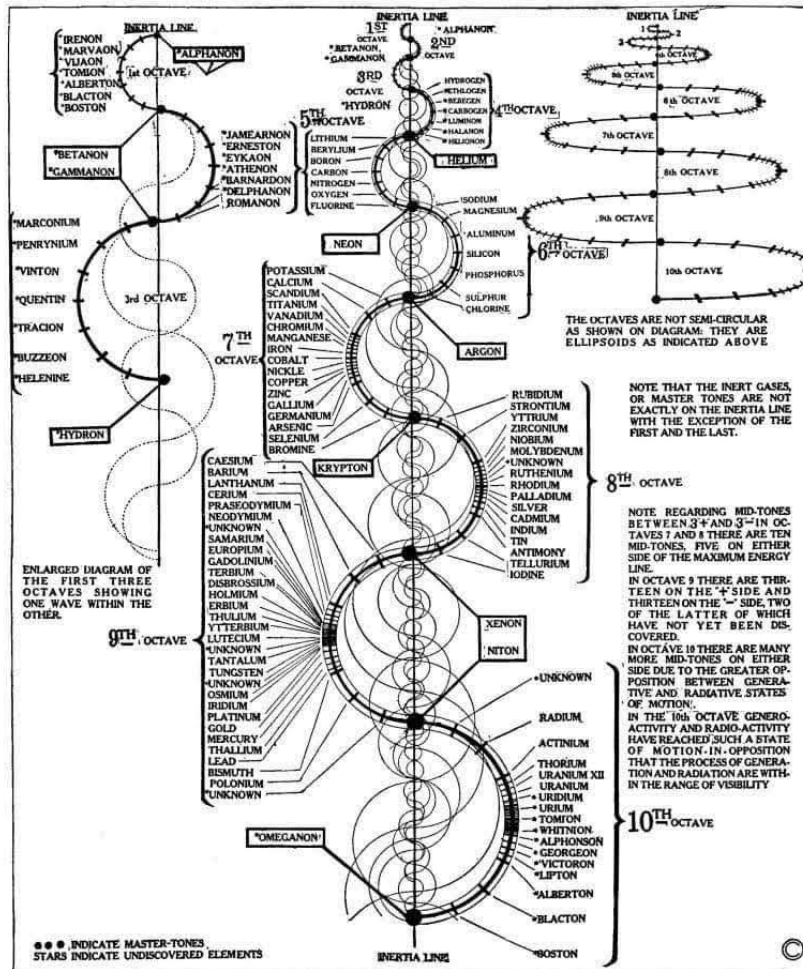 INERTIA LINE
*IRENON
*MARVAON
*VIJAON
*TOMION
*ALBERTON
*BLACTON
*BOSTON
*ALPHANON
1st OCTAVE
*BETANON
*GAMMANON
*JAMEARNON
*ERNESTON
*EYKAON
*ATHENON
*BARNARDON
*DELPHANON
ROMANON
*MARCONIUM
*PENRYNIUM
*VINTON
*QUENTIN
*TRACION
*BUZZEON
*HELENINE
3rd OCTAVE
*HYDRON
ENLARGED DIAGRAM OF
THE FIRST THREE
OCTAVES SHOWING
ONE WAVE WITHIN THE
OTHER.
INERTIA LINE
1ST
OCTAVE
*ALPHANON
*BETANON
*GAMMANON
2ND
OCTAVE
3RD
OCTAVE
*HYDRON
HYDROGEN
*ETHLOGEN
*BEBEGEN
*CARBOGEN
*LUMINON
*HALANON
*HELIONON
4TH OCTAVE
HELIUM
5TH
OCTAVE
LITHIUM
BERYLIUM
BORON
CARBON
NITROGEN
OXYGEN
FLUORINE
NEON
SODIUM
MAGNESIUM
ALUMINUM
SILICON
PHOSPHORUS
SULPHUR
CHLORINE
6TH
OCTAVE
ARGON
7TH
OCTAVE
POTASSIUM
CALCIUM
SCANDIUM
TITANIUM
VANADIUM
CHROMIUM
MANGANESE
IRON
COBALT
NICKLE
COPPER
ZINC
GALLIUM
GERMANIUM
ARSENIC
SELENIUM
BROMINE
KRYPTON
RUBIDIUM
STRONTIUM
YTTRIUM
ZIRCONIUM
NIOBIUM
MOLYBDENUM
*UNKNOWN
RUTHENIUM
RHODIUM
PALLADIUM
SILVER
CADMIUM
INDIUM
TIN
ANTIMONY
TELLURIUM
IODINE
8TH
OCTAVE
9TH OCTAVE
CAESIUM
BARIUM
LANTHANUM
CERIUM
PRASEODYMIUM
NEODYMIUM
*UNKNOWN
SAMARIUM
EUROPIUM
GADOLINIUM
TERBIUM
DISBROSSIUM
HOLMIUM
ERBIUM
THULIUM
YTTERBIUM
LUTECIUM
*UNKNOWN
TANTALUM
TUNGSTEN
*UNKNOWN
OSMIUM
IRIDIUM
PLATINUM
GOLD
MERCURY
THALLIUM
LEAD
BISMUTH
POLONIUM
*UNKNOWN
XENON
NITON
*UNKNOWN
RADIUM
ACTINIUM
THORIUM
URANIUM XII
URANIUM
*URIDIUM
*URIUM
*TOMION
*WHITNION
*ALPHONSON
*GEORGEON
*VICTORON
*LIPTON
*ALBERTON
*BLACTON
*BOSTON
10TH
OCTAVE
*OMEGANON
INERTIA LINE
INERTIA LINE
1
2
3
5th OCTAVE
6th OCTAVE
7th OCTAVE
8th OCTAVE
9th OCTAVE
10th OCTAVE
THE OCTAVES ARE NOT SEMI-CIRCULAR
AS SHOWN ON DIAGRAM: THEY ARE
ELLIPSOIDS AS INDICATED ABOVE
NOTE THAT THE INERT GASES,
OR MASTER TONES ARE NOT
EXACTLY ON THE INERTIA LINE
WITH THE EXCEPTION OF THE
FIRST AND THE LAST.
NOTE REGARDING MID-TONES
BETWEEN 3+ AND 3- IN OC-
TAVES 7 AND 8 THERE ARE TEN
MID-TONES, FIVE ON EITHER
SIDE OF THE MAXIMUM ENERGY
LINE.
IN OCTAVE 9 THERE ARE THIR-
TEEN ON THE "+" SIDE AND
THIRTEEN ON THE "-" SIDE, TWO
OF THE LATTER OF WHICH
HAVE NOT YET BEEN DIS-
COVERED.
IN OCTAVE 10 THERE ARE MANY
MORE MID-TONES ON EITHER
SIDE DUE TO THE GREATER OP-
POSITION BETWEEN GENERA-
TIVE AND RADIATIVE STATES
OF MOTION.
IN THE 10th OCTAVE GENERO-
ACTIVITY AND RADIO-ACTIVITY
HAVE REACHED SUCH A STATE
OF MOTION-IN-OPPOSITION
THAT THE PROCESS OF GENERA-
TION AND RADIATION ARE WITH-
IN THE RANGE OF VISIBILITY
●●● INDICATE MASTER-TONES
STARS INDICATE UNDISCOVERED ELEMENTS
©